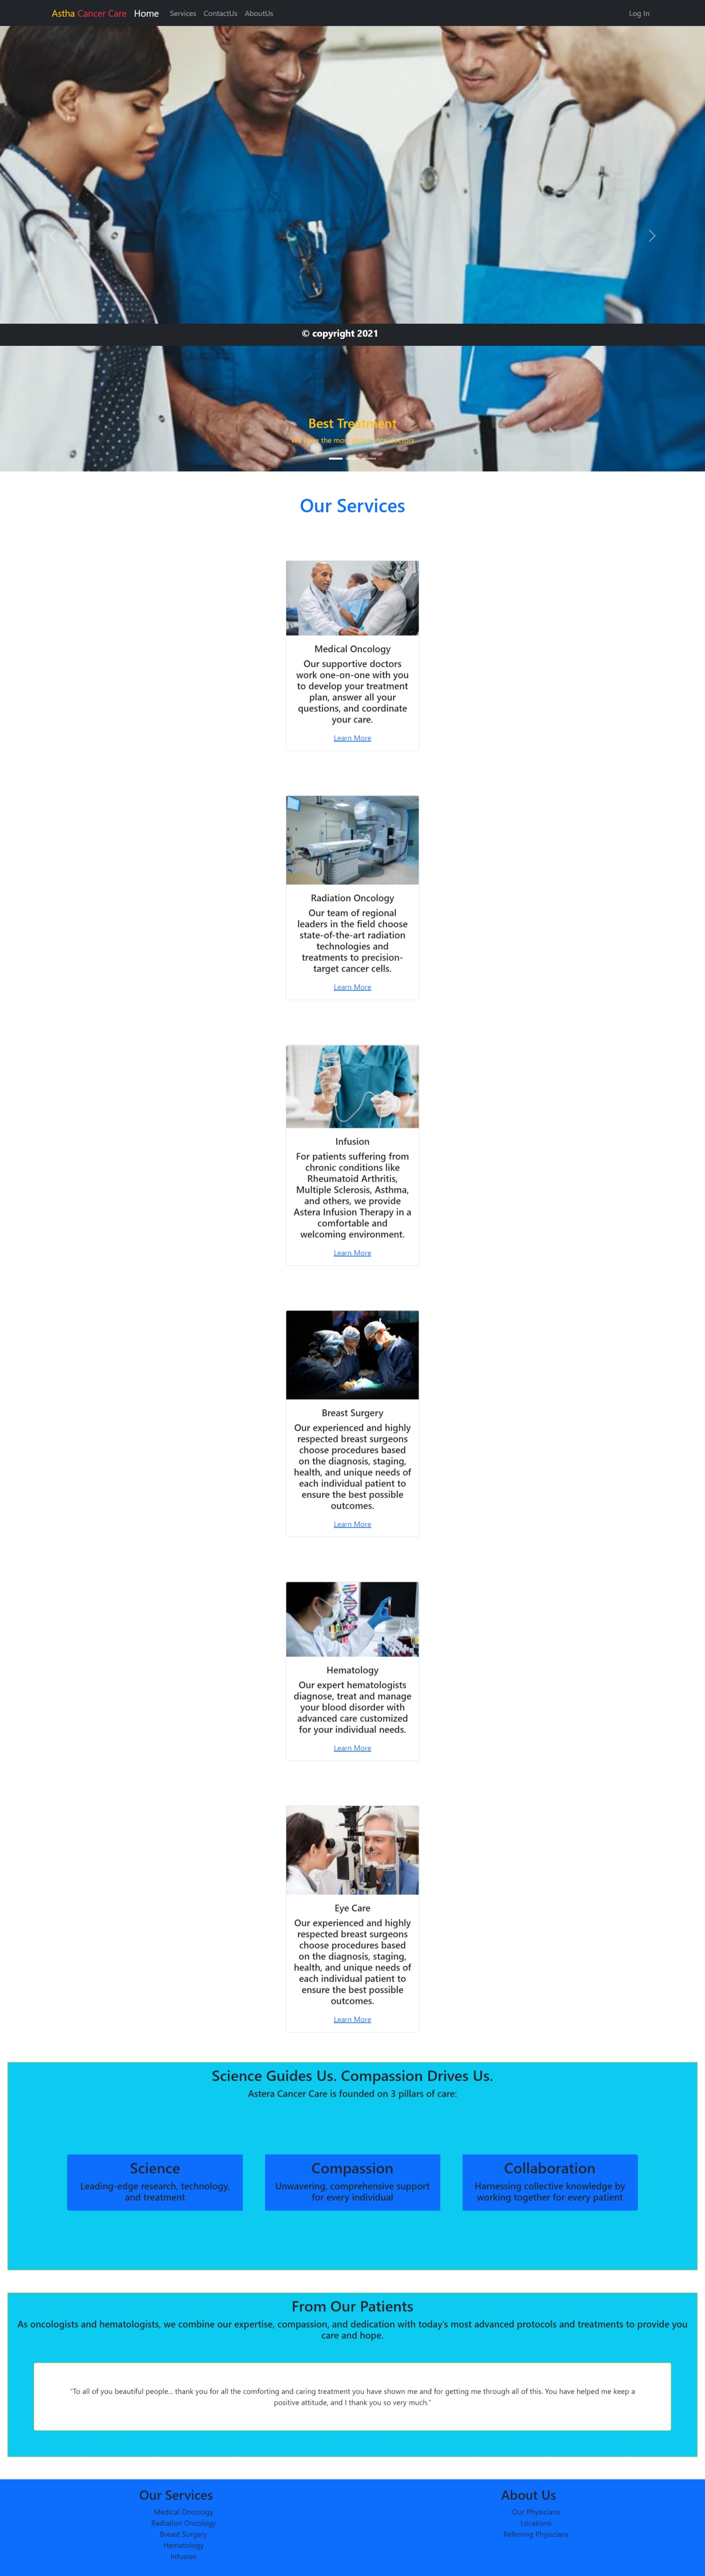 Astha Cancer Care Home Services ContactUs AboutUs Log In
© copyright 2021
Best Treatment
We have the most
Our Services
Medical Oncology
Our supportive doctors
work one-on-one with you
to develop your treatment
plan, answer all your
questions, and coordinate
your care.
Learn More
Radiation Oncology
Our team of regional
leaders in the field choose
state-of-the-art radiation
technologies and
treatments to precision-
target cancer cells.
Learn More
Infusion
For patients suffering from
chronic conditions like
Rheumatoid Arthritis,
Multiple Sclerosis, Asthma,
and others, we provide
Astera Infusion Therapy in a
comfortable and
welcoming environment.
Learn More
Breast Surgery
Our experienced and highly
respected breast surgeons
choose procedures based
on the diagnosis, staging,
health, and unique needs of
each individual patient to
ensure the best possible
outcomes.
Learn More
Hematology
Our expert hematologists
diagnose, treat and manage
your blood disorder with
advanced care customized
for your individual needs.
Learn More
Eye Care
Our experienced and highly
respected breast surgeons
choose procedures based
on the diagnosis, staging,
health, and unique needs of
each individual patient to
ensure the best possible
outcomes.
Learn More
Science Guides Us. Compassion Drives Us.
Astera Cancer Care is founded on 3 pillars of care:
Science
Leading-edge research, technology,
and treatment
Compassion
Unwavering, comprehensive support
for every individual
Collaboration
Harnessing collective knowledge by
working together for every patient
From Our Patients
As oncologists and hematologists, we combine our expertise, compassion, and dedication with today's most advanced protocols and treatments to provide you
care and hope.
"To all of you beautiful people... thank you for all the comforting and caring treatment you have shown me and for getting me through all of this. You have helped me keep a
positive attitude, and I thank you so very much."
Our Services
Medical Oncology
Radiation Oncology
Breast Surgery
Hematology
Infusion
About Us
Our Physicians
Locations
Referring Physicians